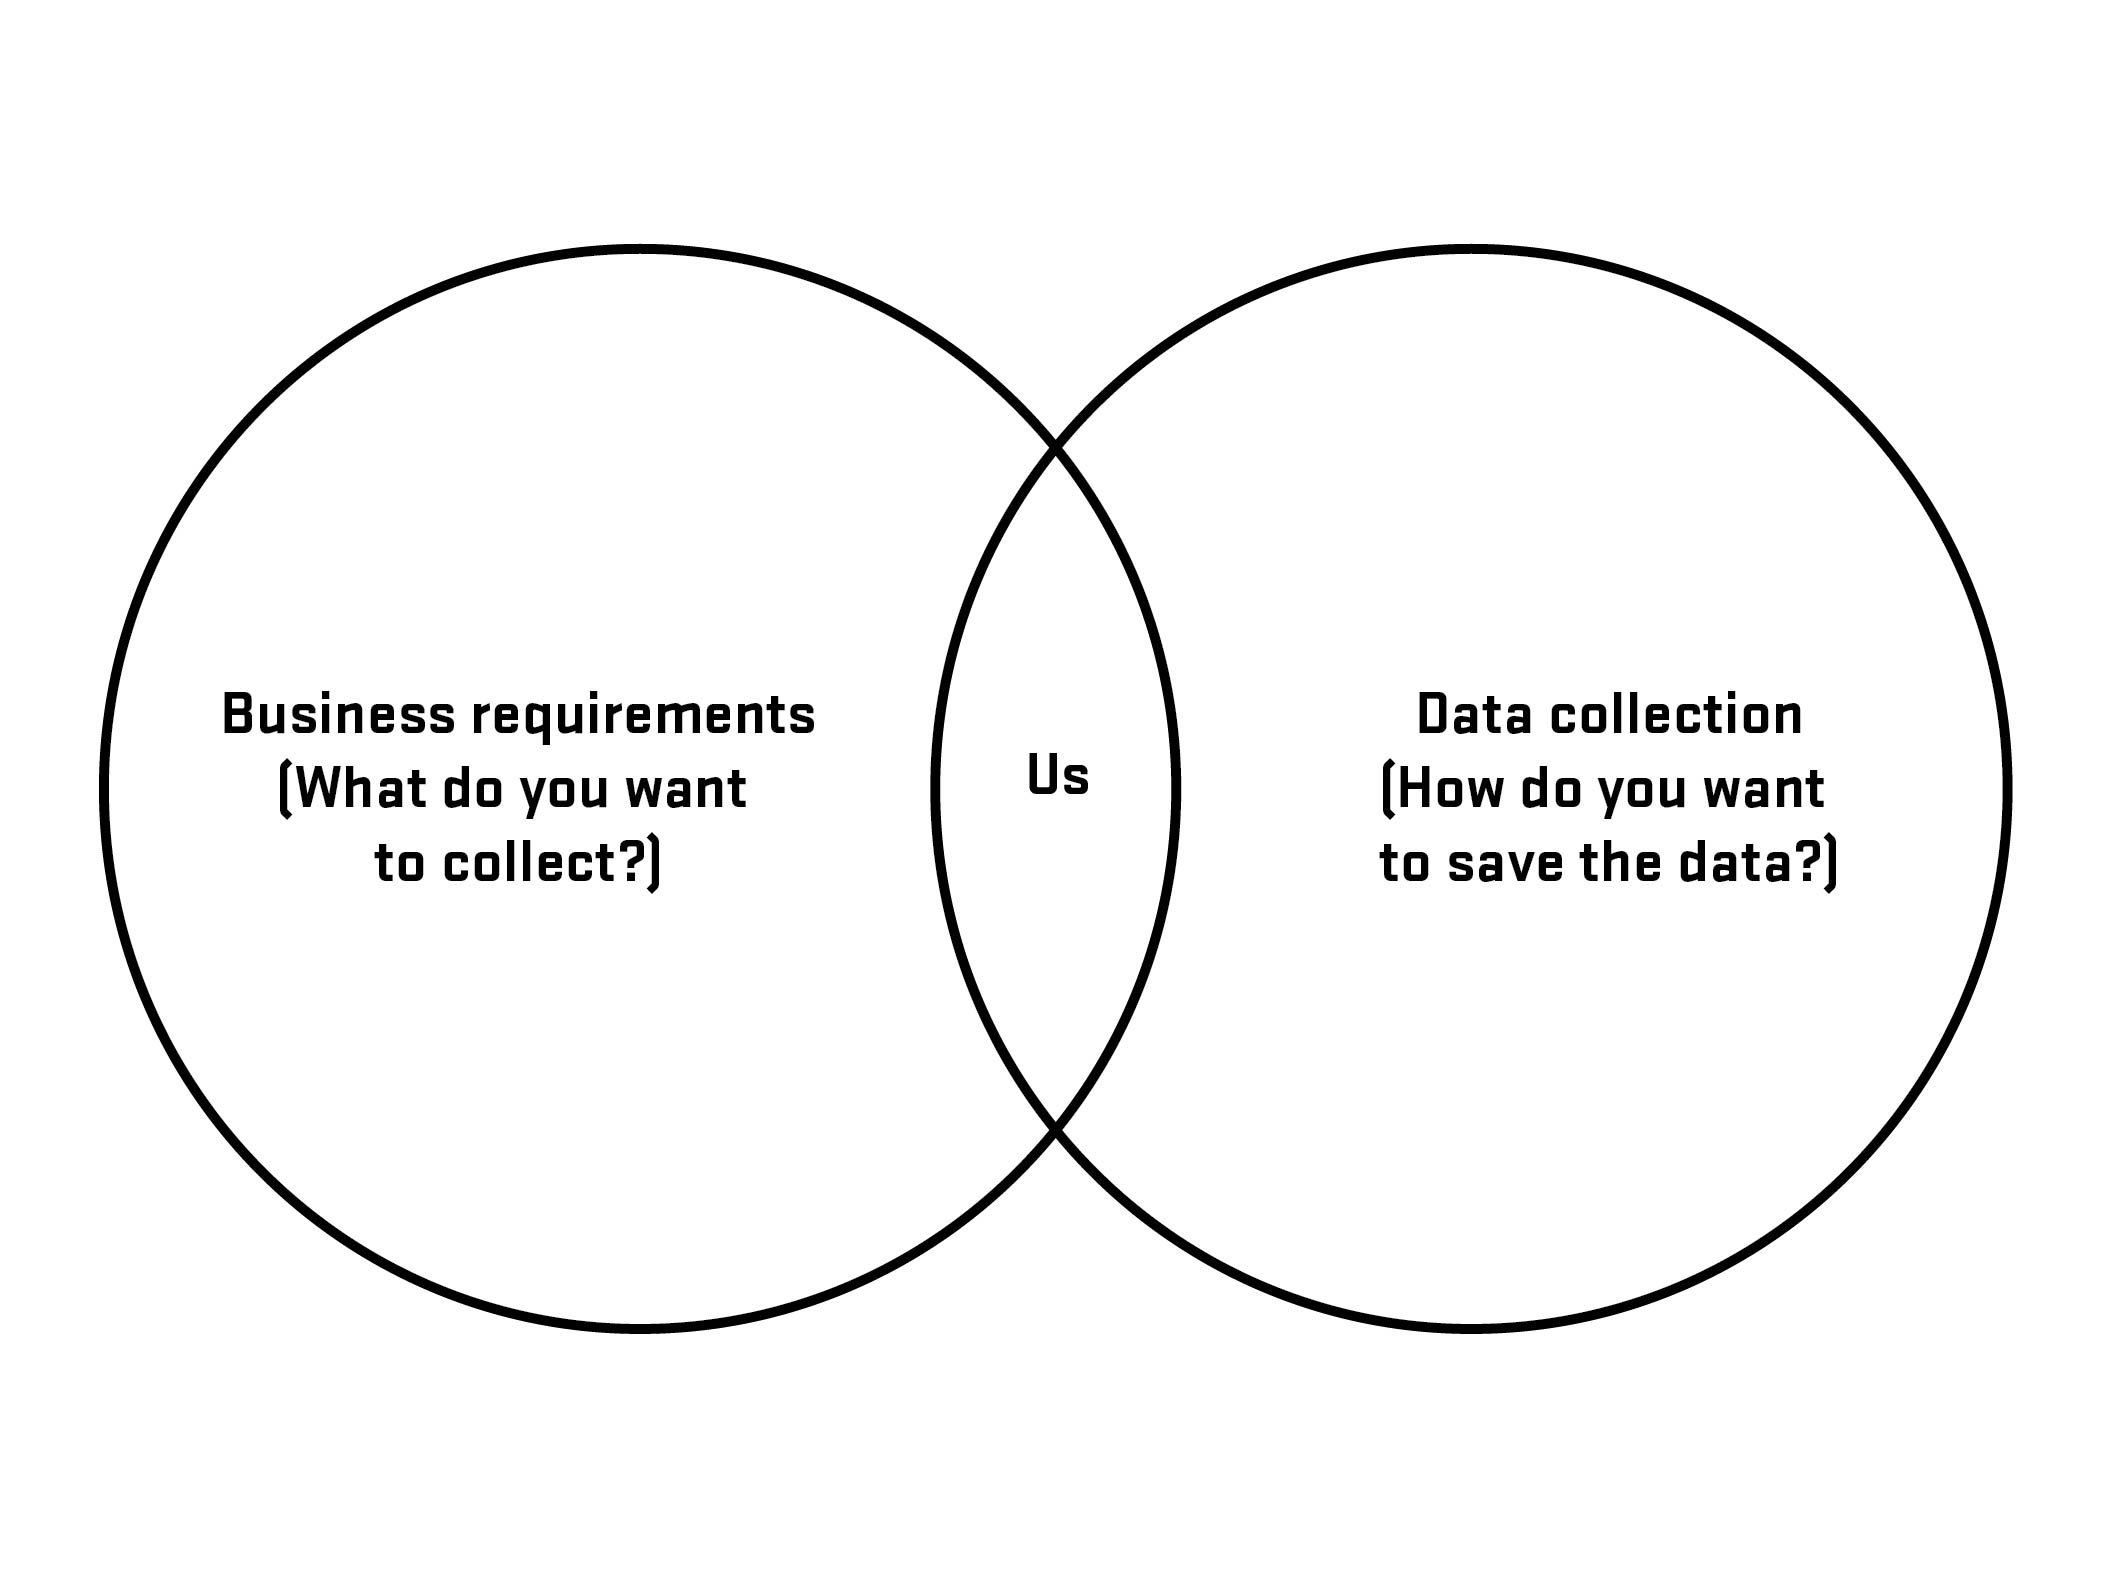 Business requirements
(What do you want
to collect?)
Us
Data collection
(How do you want
to save the data?)